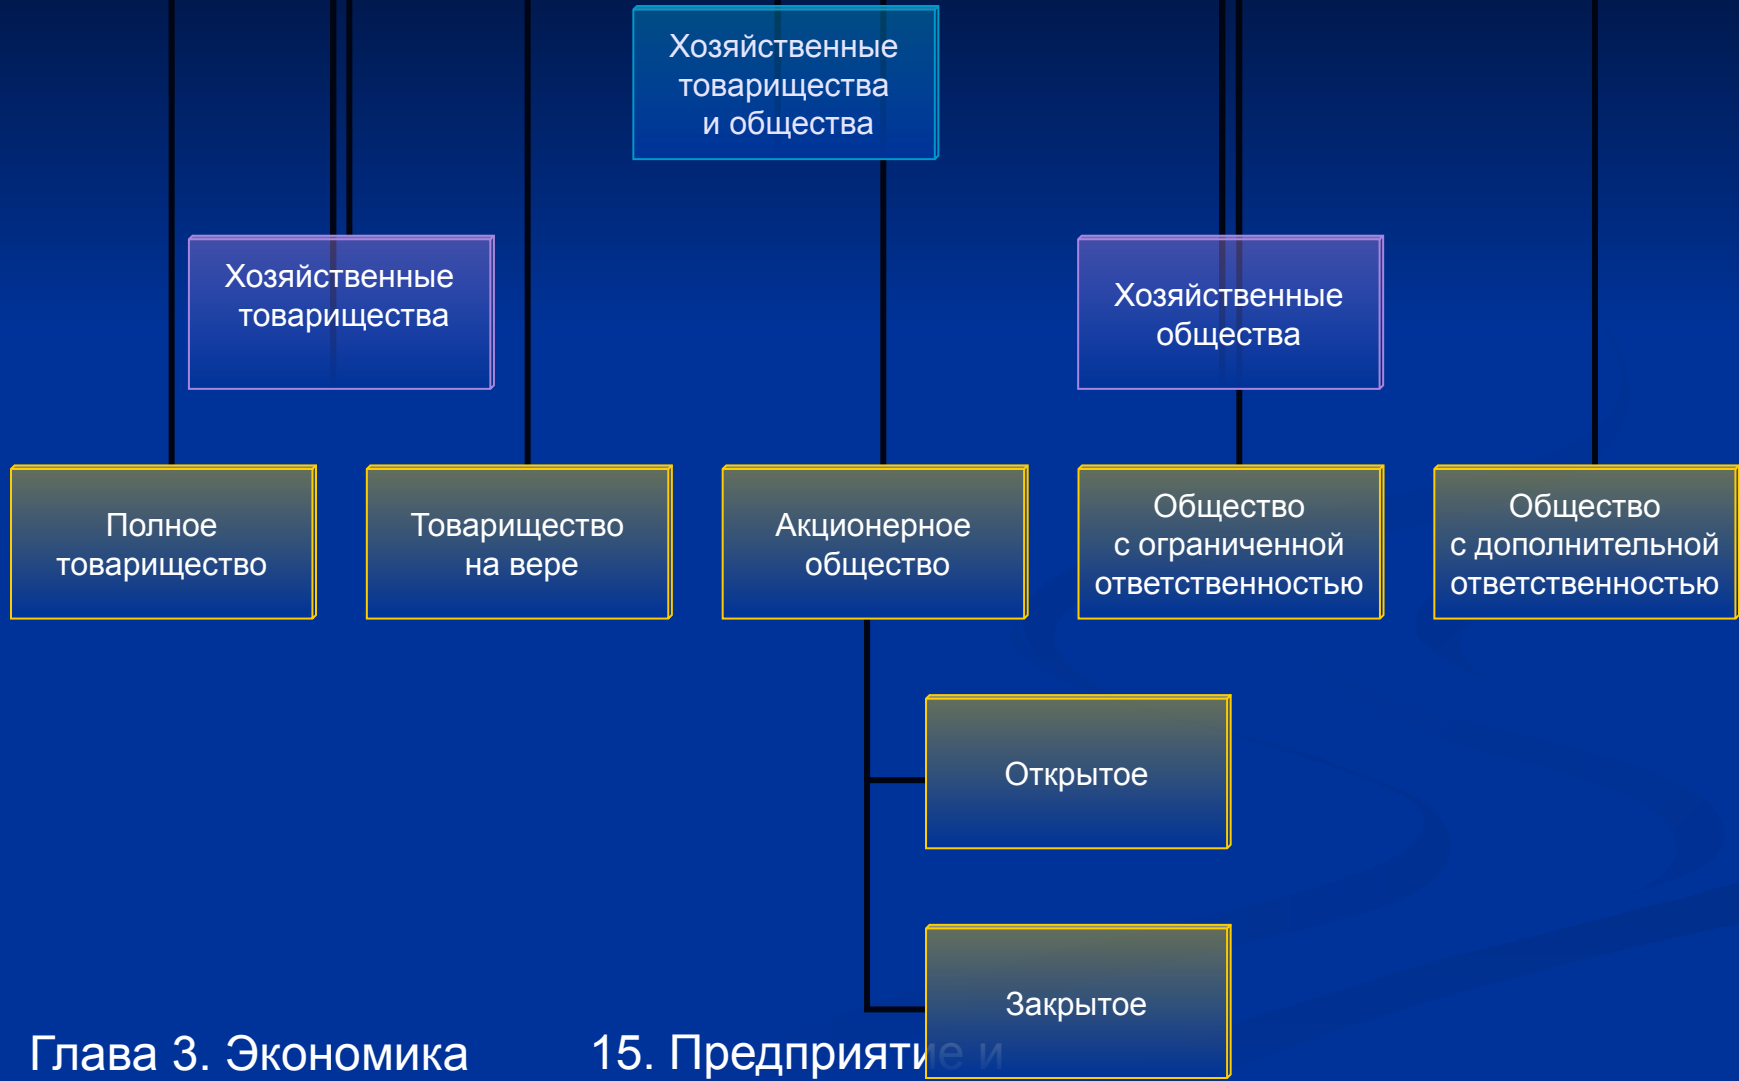 Хозяйственные
товарищества
и общества
Хозяйственные
товарищества
Хозяйственные
общества
Полное
товарищество
Товарищество
на вере
Акционерное
общество
Общество
с ограниченной
ответственностью
Общество
с дополнительной
ответственностью
Открытое
Закрытое
Глава 3. Экономика
15. Предприятие и